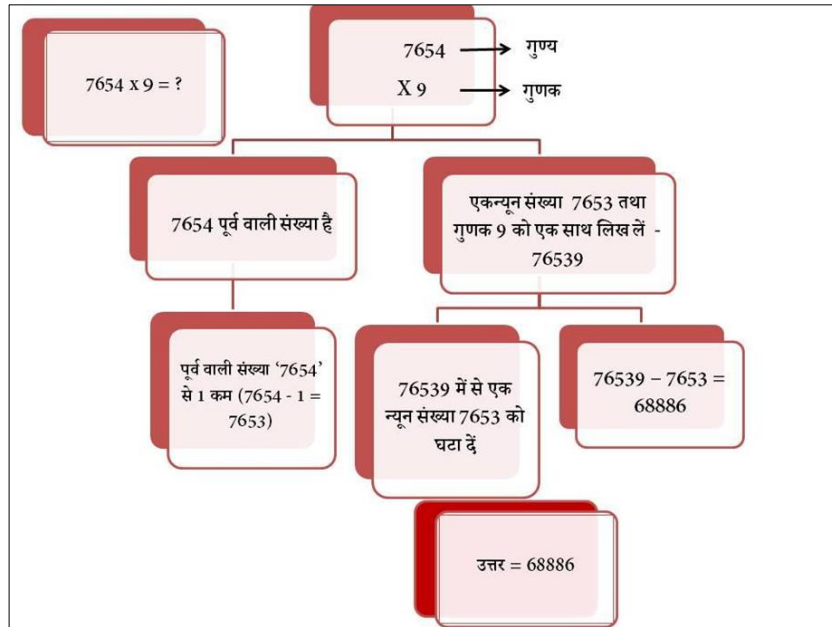 7654 x 9 = ?
7654 गुण्य
X 9 गुणक
7654 पूर्व वाली संख्या है
एकन्यून संख्या 7653 तथा
गुणक 9 को एक साथ लिख लें -
76539
पूर्व वाली संख्या ‘7654’
से 1 कम (7654 - 1 =
7653)
76539 में से एक
न्यून संख्या 7653 को
घटा दें
76539 – 7653 =
68886
उत्तर = 68886